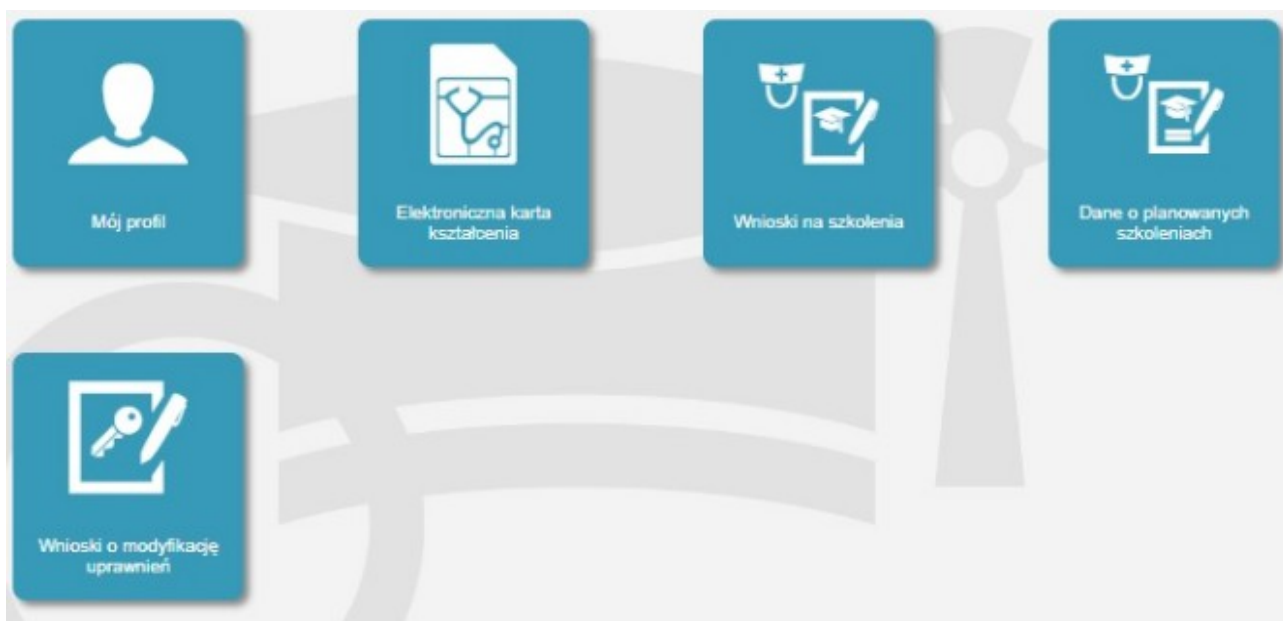 Mój profil
Elektroniczna karta
kształcenia
Wnioski na szkolenia
Dane o planowanych
szkoleniach
Wnioski o modyfikację
uprawnień